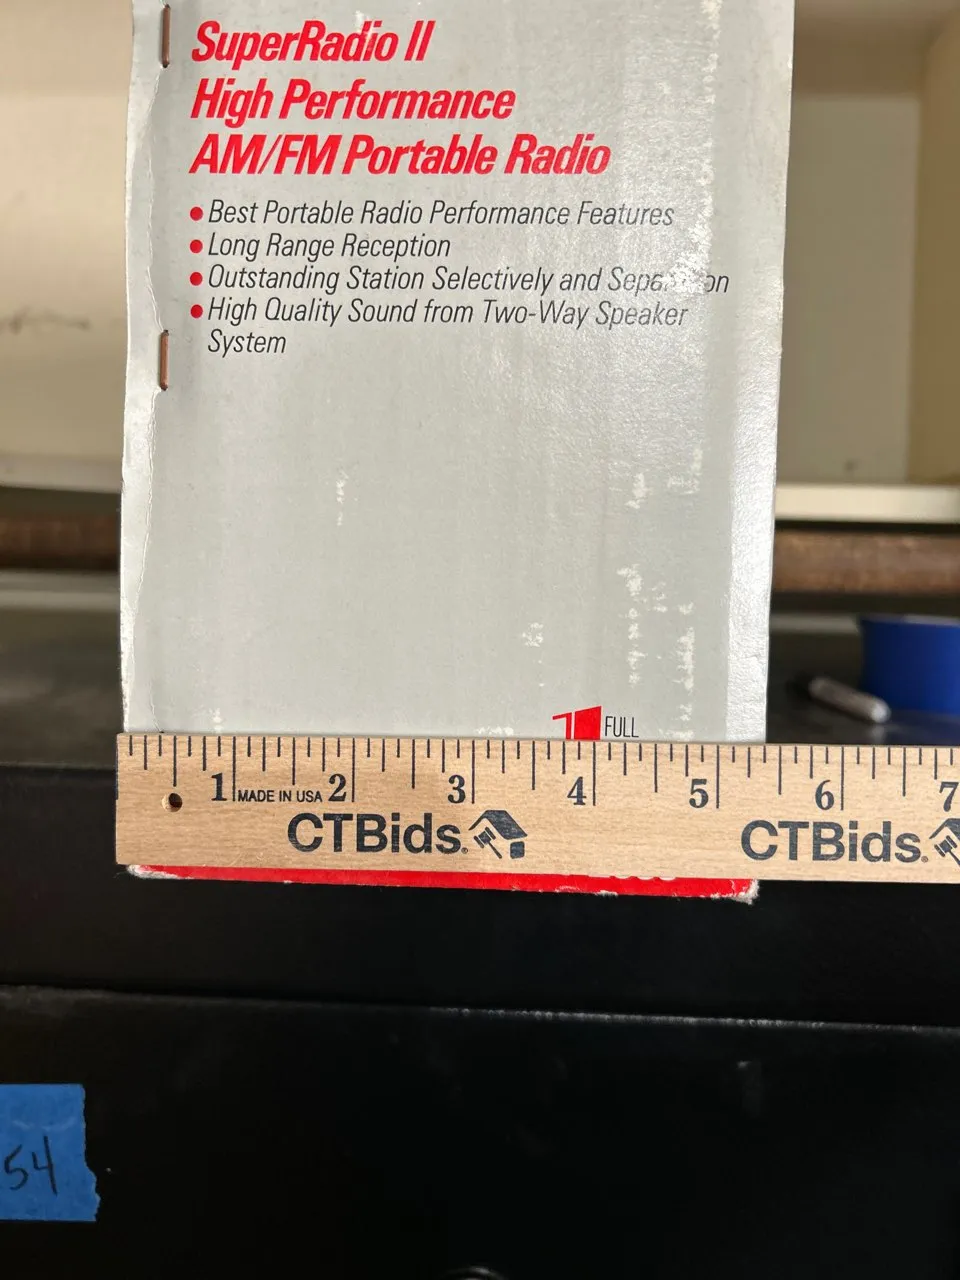 SuperRadio II
High Performance
AM/FM Portable Radio
• Best Portable Radio Performance Features
• Long Range Reception
• Outstanding Station Selectively and
• High Quality Sound from Two-Way Speaker
System
FULL
1 MADE IN USA 2 3 4 5 6 7
CTBids. CTBids.
54